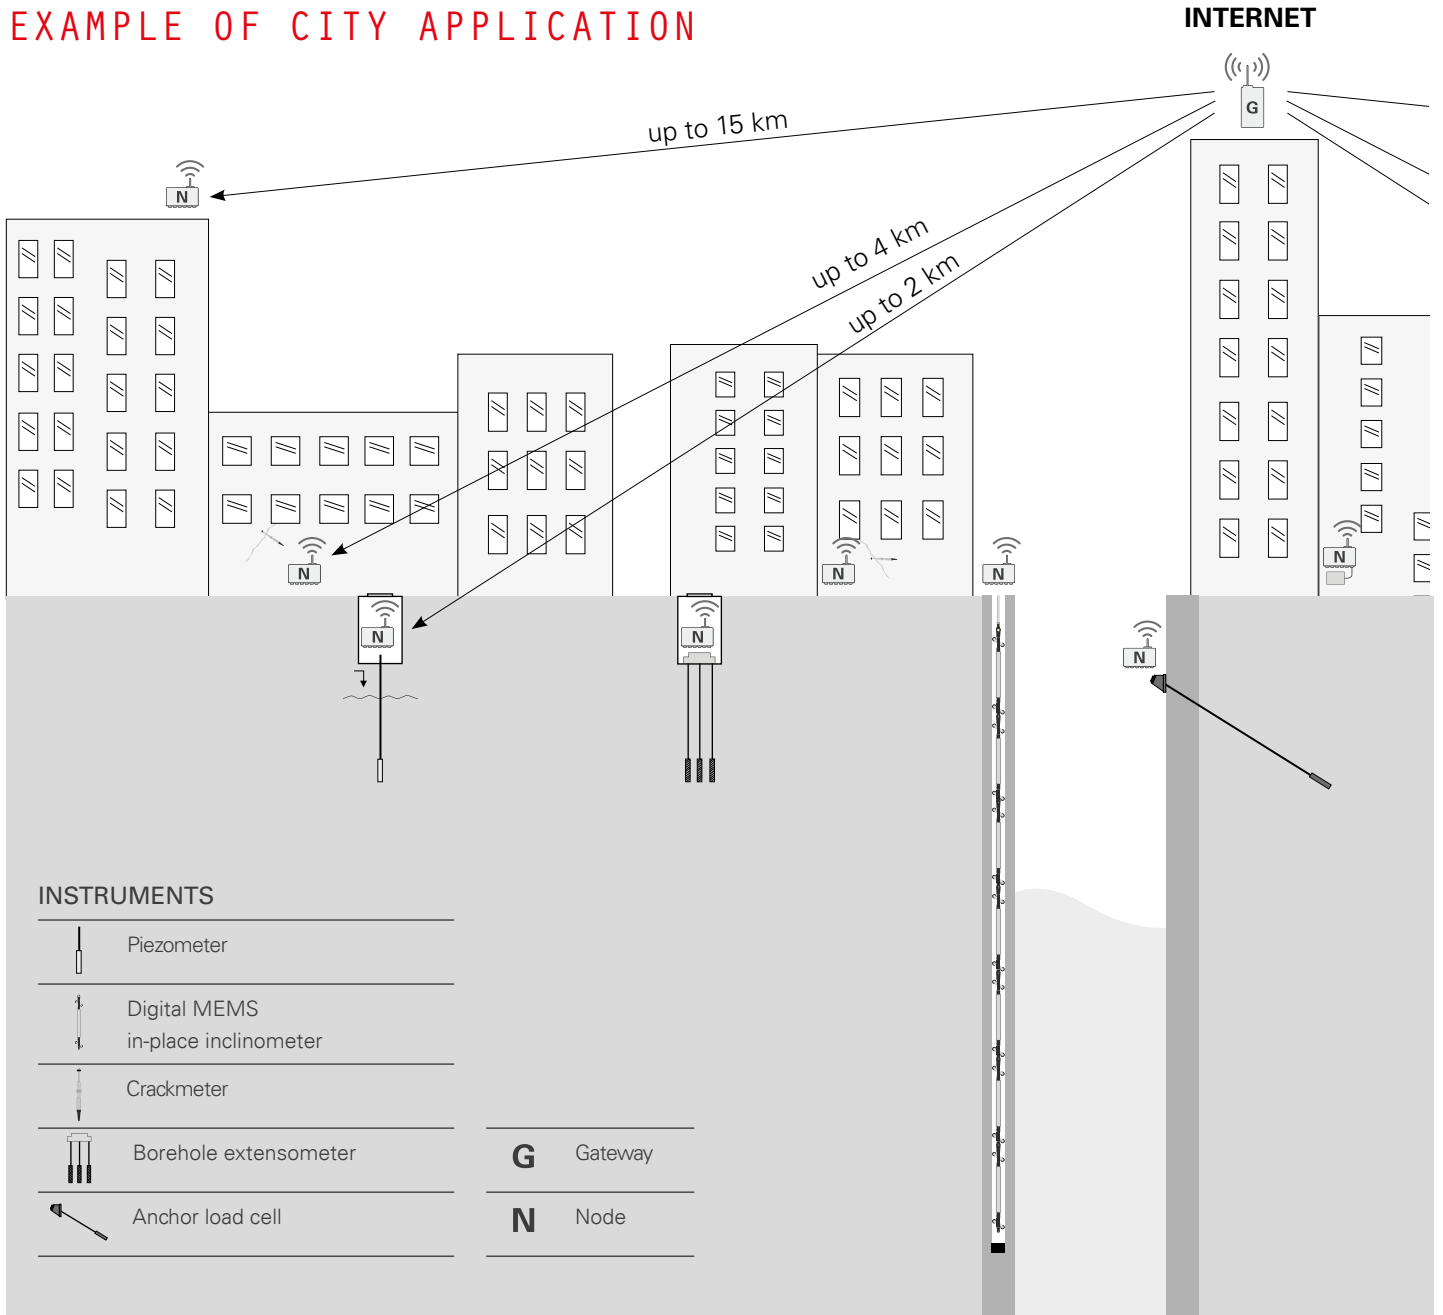 EXAMPLE OF CITY APPLICATION
INTERNET
G
up to 15 km
N
up to 4 km
up to 2 km
N
N
N
N
N
N
N
INSTRUMENTS
Piezometer
Digital MEMS
in-place inclinometer
Crackmeter
Borehole extensometer
G Gateway
Anchor load cell
N Node